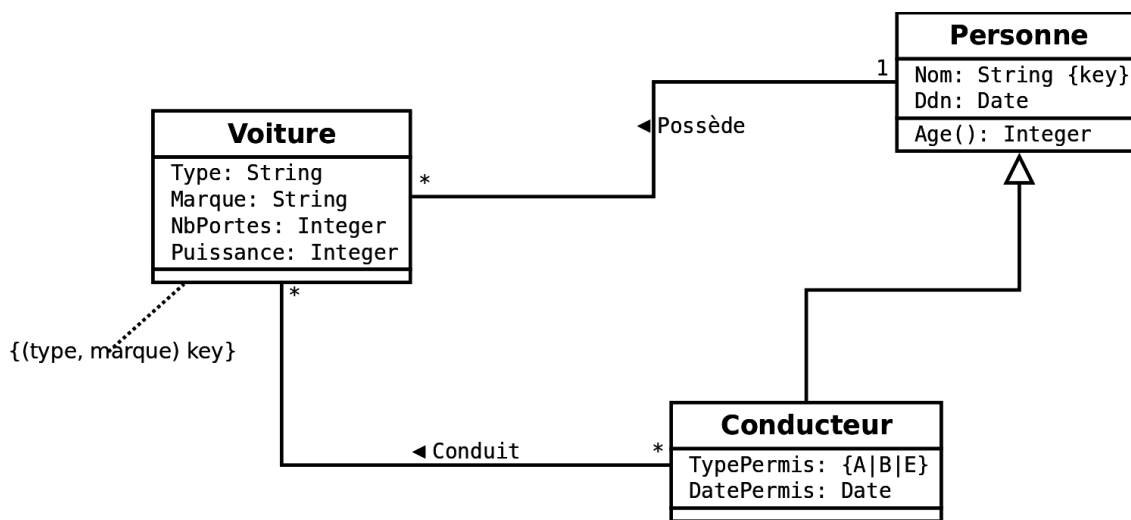 Personne
Nom: String {key}
Ddn: Date
Age(): Integer
1
◄ Possède
Voiture
Type: String
Marque: String
NbPortes: Integer
Puissance: Integer
*
*
{(type, marque) key}
◄ Conduit
*
Conducteur
TypePermis: {A|B|E}
DatePermis: Date